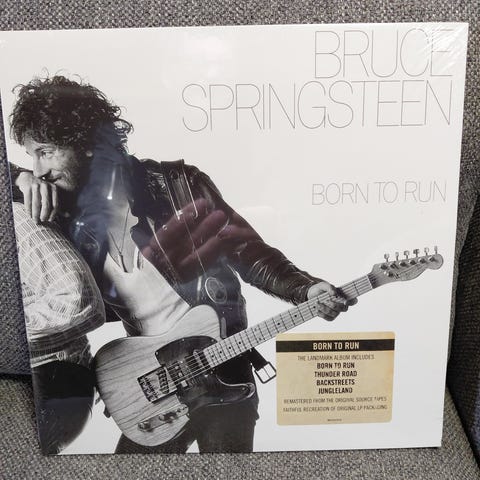 BRUCE
SPRINGSTEEN
BORN TO RUN
BORN TO RUN
THE LANDMARK ALBUM INCLUDES
BORN TO RUN
THUNDER ROAD
BACKSTREETS
JUNGLELAND
REMASTERED FROM THE ORIGINAL SOURCE TAPES
FAITHFUL RECREATION OF ORIGINAL LP PACKAGING